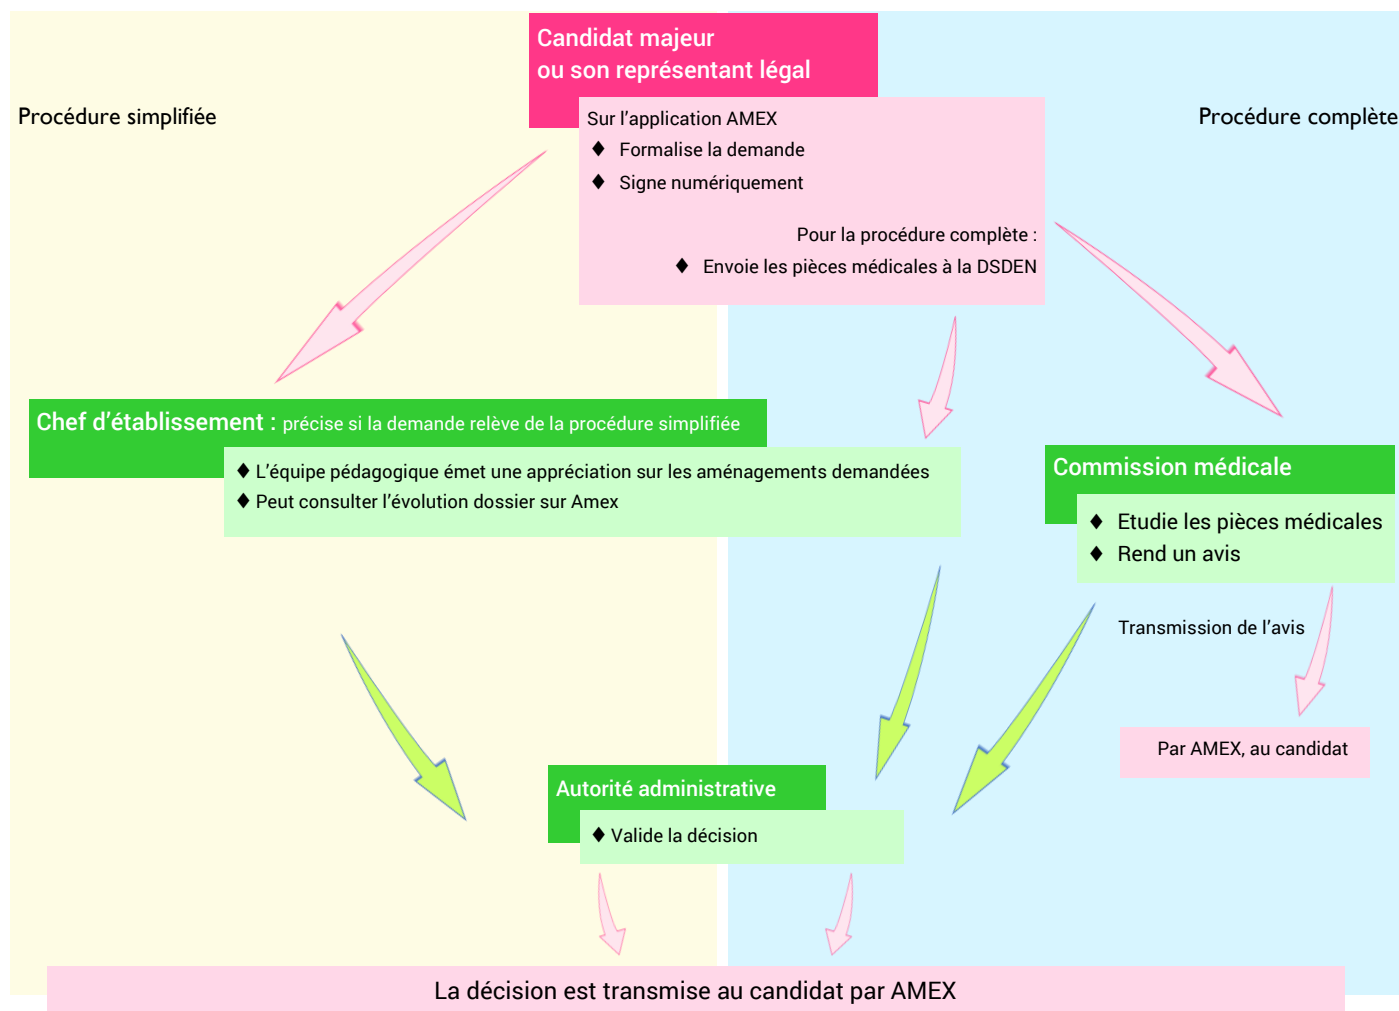 Candidat majeur
ou son représentant légal
Procédure simplifiée
Procédure complète
Sur l'application AMEX
♦ Formalise la demande
♦ Signe numériquement
Pour la procédure complète :
♦ Envoie les pièces médicales à la DSDEN
Chef d'établissement : précise si la demande relève de la procédure simplifiée
♦ L'équipe pédagogique émet une appréciation sur les aménagements demandées
♦ Peut consulter l'évolution dossier sur Amex
Commission médicale
♦ Etudie les pièces médicales
♦ Rend un avis
Transmission de l'avis
Par AMEX, au candidat
Autorité administrative
♦ Valide la décision
La décision est transmise au candidat par AMEX